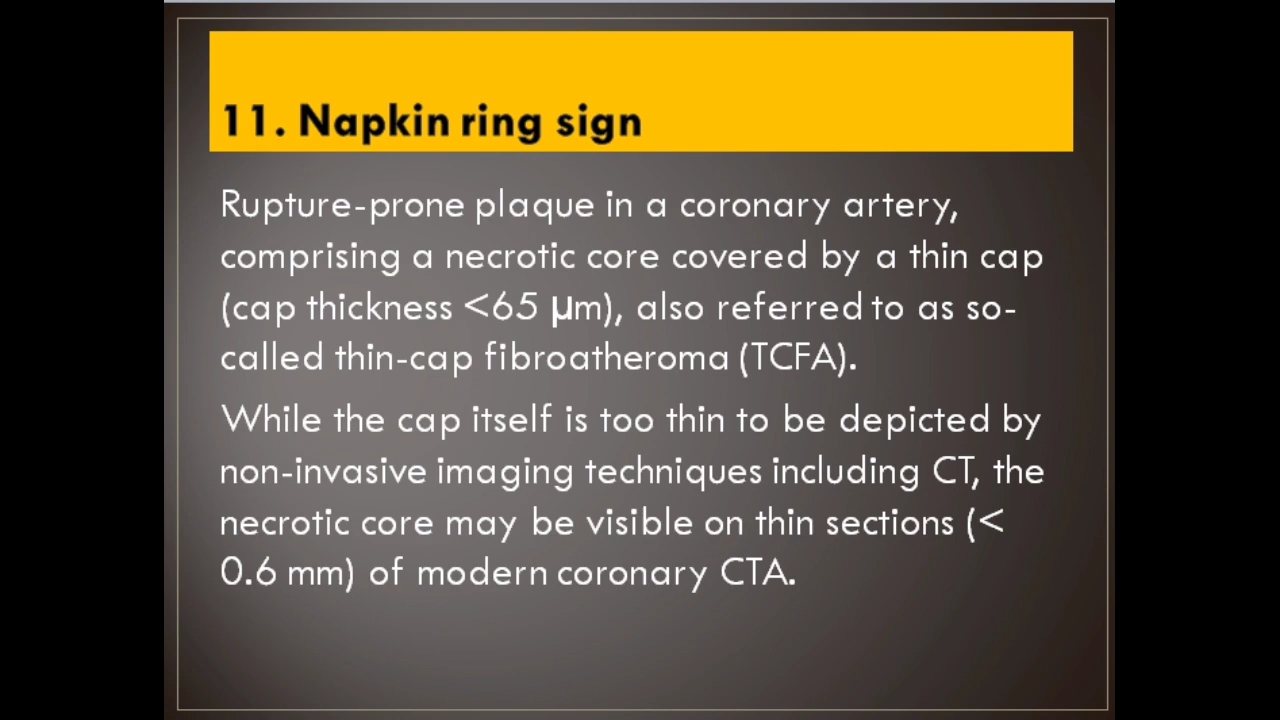 11. Napkin ring sign
Rupture-prone plaque in a coronary artery,
comprising a necrotic core covered by a thin cap
(cap thickness <65 µm), also referred to as so-
called thin-cap fibroatheroma (TCFA).
While the cap itself is too thin to be depicted by
non-invasive imaging techniques including CT, the
necrotic core may be visible on thin sections (<
0.6 mm) of modern coronary CTA.